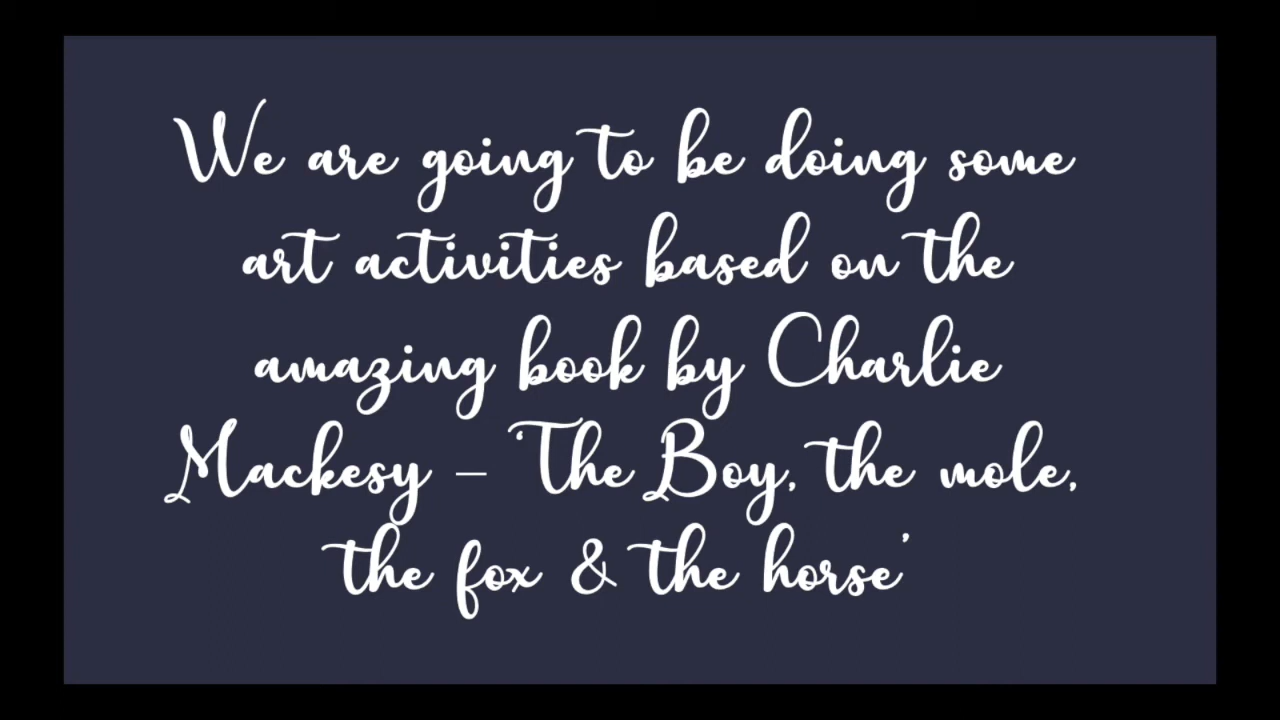 We are going to be doing some
art activities based on the
amazing book by Charlie
Mackesy – 'The Boy, the mole,
the fox & the horse'